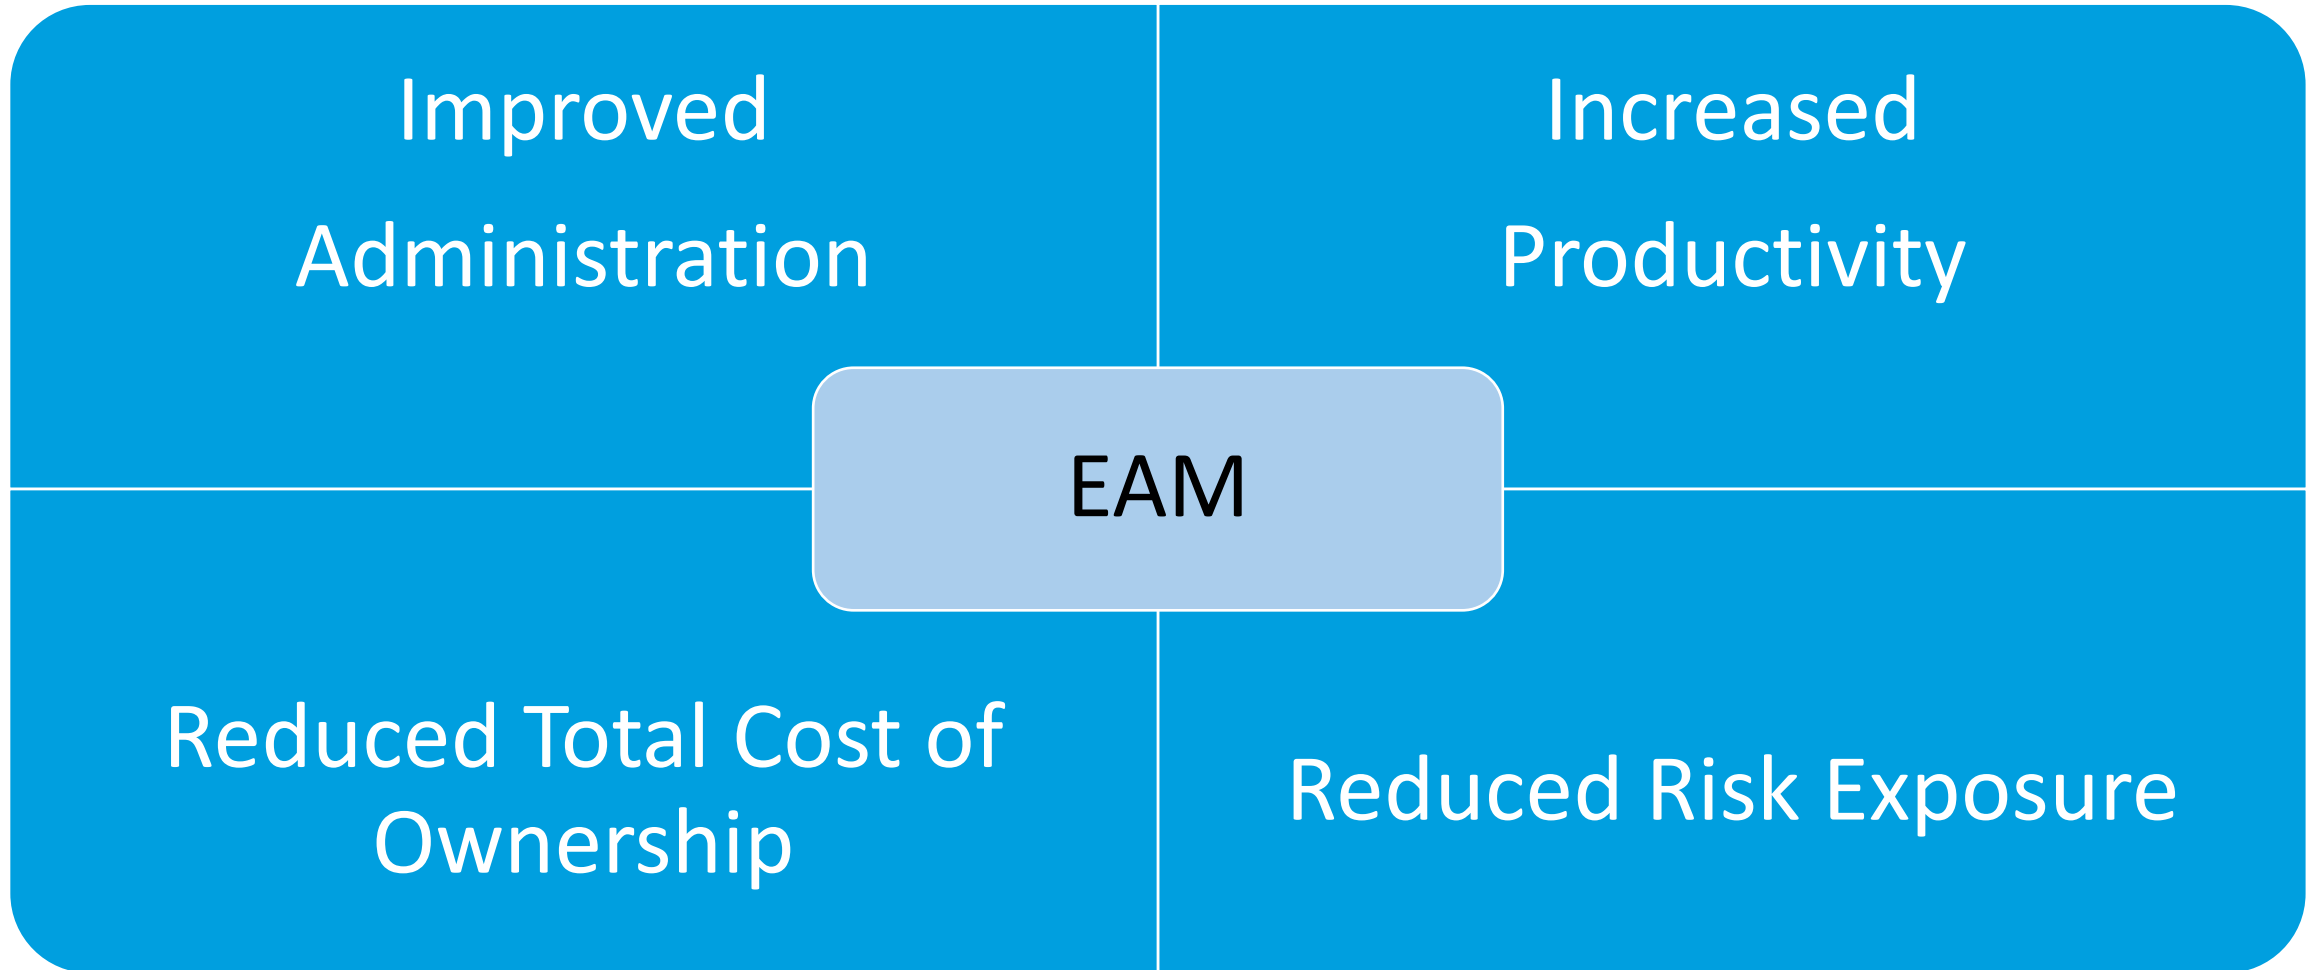 Improved
Administration
Increased
Productivity
EAM
Reduced Total Cost of
Ownership
Reduced Risk Exposure